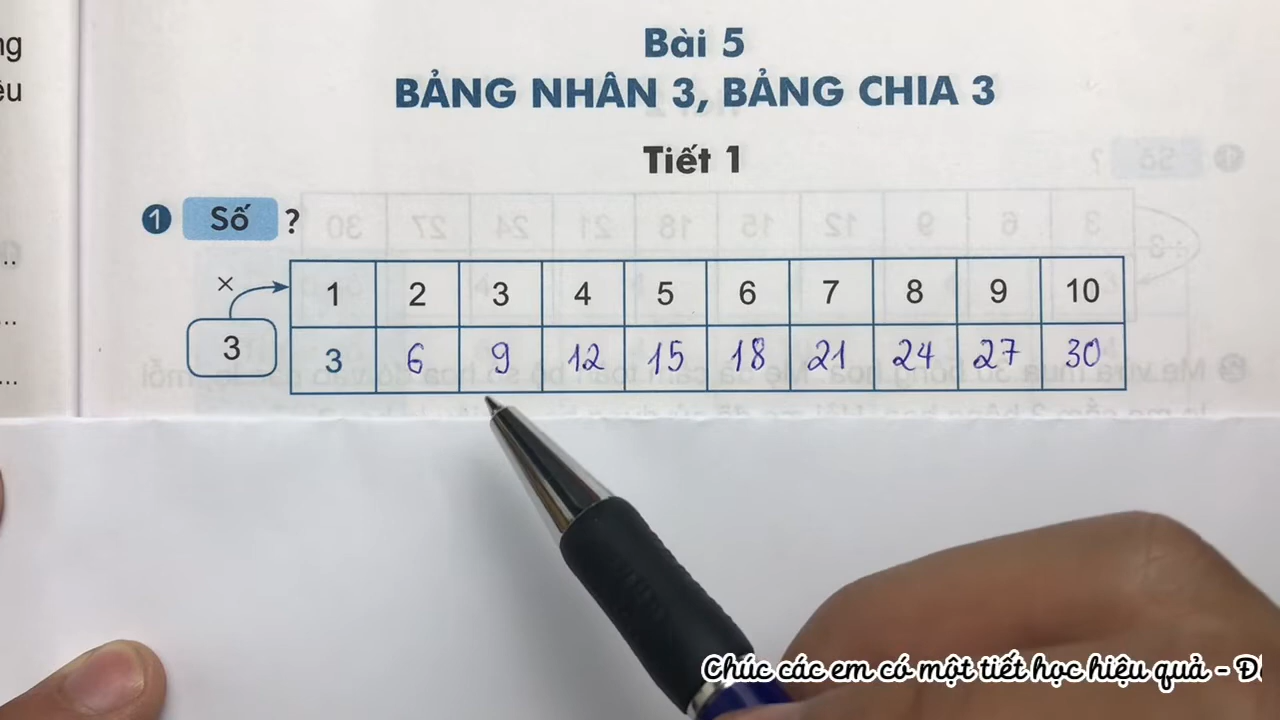 ng
êu
Bài 5
BẢNG NHÂN 3, BẢNG CHIA 3
Tiết 1
1 Số ?
× 1 2 3 4 5 6 7 8 9 10
3 3 6 9 12 15 18 21 24 27 30
Chúc các em có một tiết học hiệu quả -